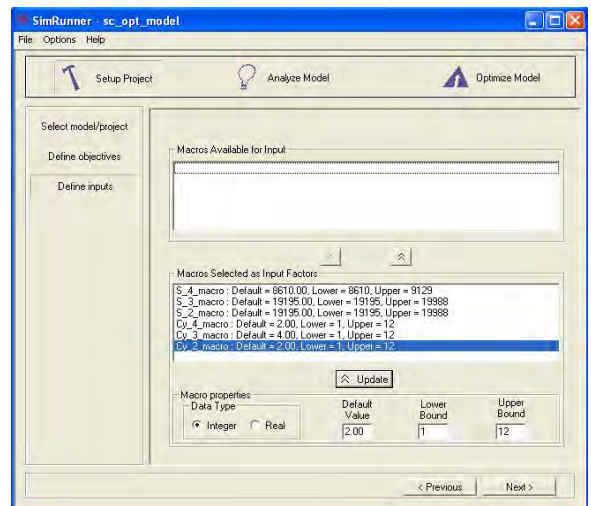 SimRunner - sc_opt_model
File Options Help
Setup Project
Analyze Model
Optimize Model
Select model/project
Define objectives
Define inputs
Macros Available for Input
Macros Selected as Input Factors
S_4_macro : Default = 8610.00, Lower = 8610, Upper = 9129
S_3_macro : Default = 19195.00, Lower = 19195, Upper = 19988
S_2_macro : Default = 19195.00, Lower = 19195, Upper = 19988
Cy_4_macro : Default = 2.00, Lower = 1, Upper = 12
Cy_3_macro : Default = 4.00, Lower = 1, Upper = 12
Cy_2_macro : Default = 2.00, Lower = 1, Upper = 12
Update
Macro properties
Data Type
Integer Real
Default Value
2.00
Lower Bound
1
Upper Bound
12
< Previous
Next >